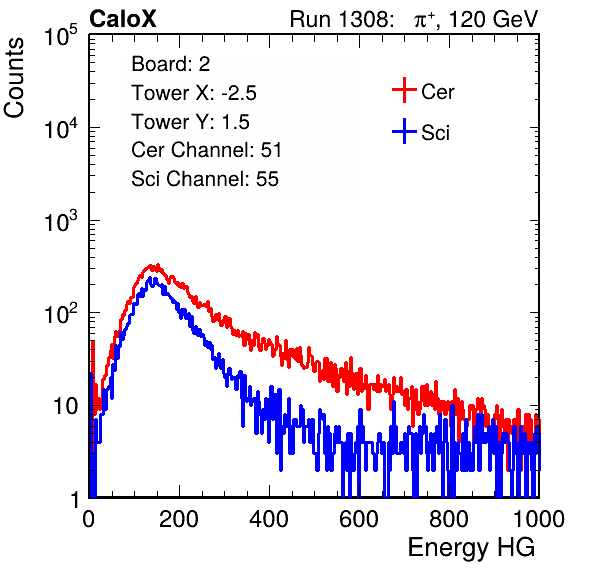 CaloX Run 1308: π⁺, 120 GeV
Counts
10⁵
10⁴
10³
10²
10
1
Board: 2
Tower X: -2.5
Tower Y: 1.5
Cer Channel: 51
Sci Channel: 55
Cer
Sci
0 200 400 600 800 1000
Energy HG